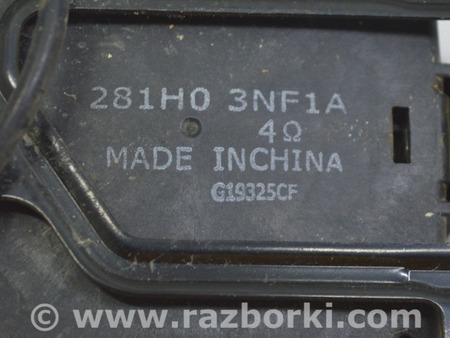 281H0 3NF1A
4Ω
MADE INCHINA
G19325CF
© www.razborki.com